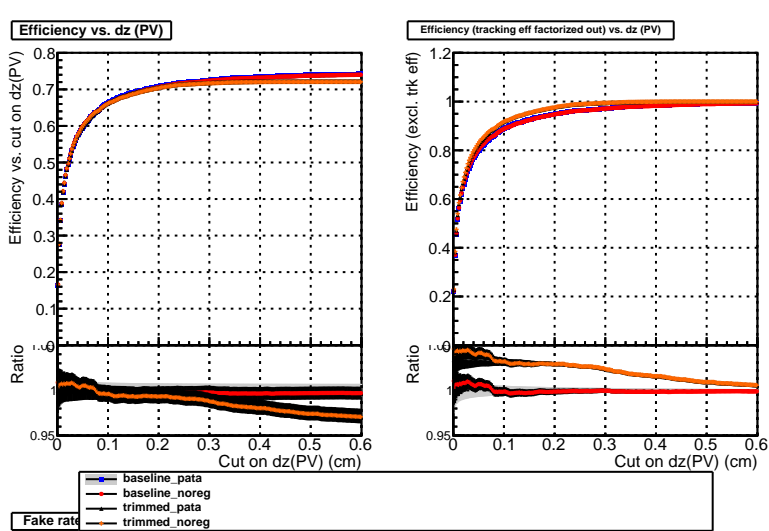 Efficiency vs. dz (PV)
Efficiency vs. cut on dz(PV)
0.8
0.7
0.6
0.5
0.4
0.3
0.2
0.1
Ratio
1
0.95
0 0.1 0.2 0.3 0.4 0.5 0.6
Cut on dz(PV) (cm)
Efficiency (tracking eff factorized out) vs. dz (PV)
Efficiency (excl. trk eff)
1.2
1
0.8
0.6
0.4
0.2
Ratio
1
0.95
0 0.1 0.2 0.3 0.4 0.5 0.6
Cut on dz(PV) (cm)
baseline_pata
baseline_noreg
trimmed_pata
trimmed_noreg
Fake rate